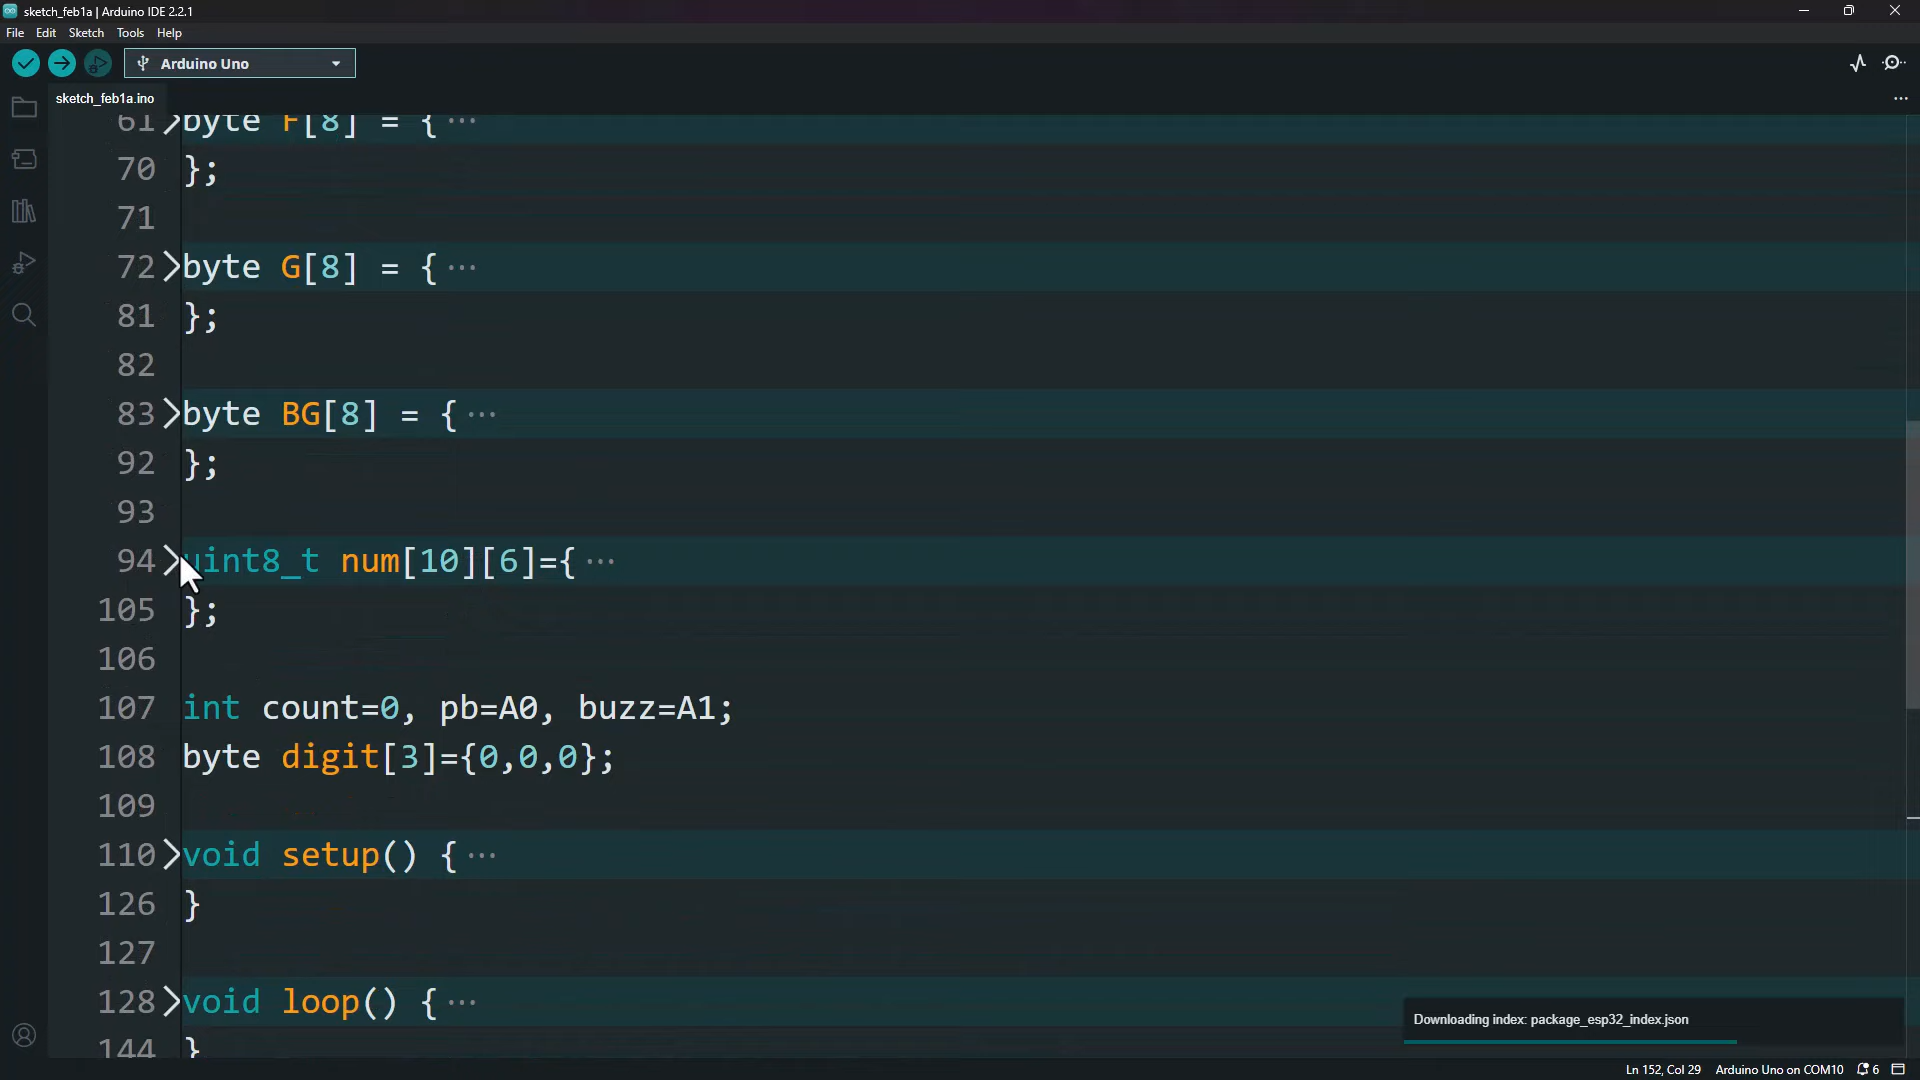 sketch_feb1a | Arduino IDE 2.2.1
File Edit Sketch Tools Help
Arduino Uno
sketch_feb1a.ino
61 byte F[8] = { ···
70 };
71
72 byte G[8] = { ···
81 };
82
83 byte BG[8] = { ···
92 };
93
94 uint8_t num[10][6]={ ···
105 };
106
107 int count=0, pb=A0, buzz=A1;
108 byte digit[3]={0,0,0};
109
110 void setup() { ···
126 }
127
128 void loop() { ···
144 }
Downloading index: package_esp32_index.json
Ln 152, Col 29 Arduino Uno on COM10 6